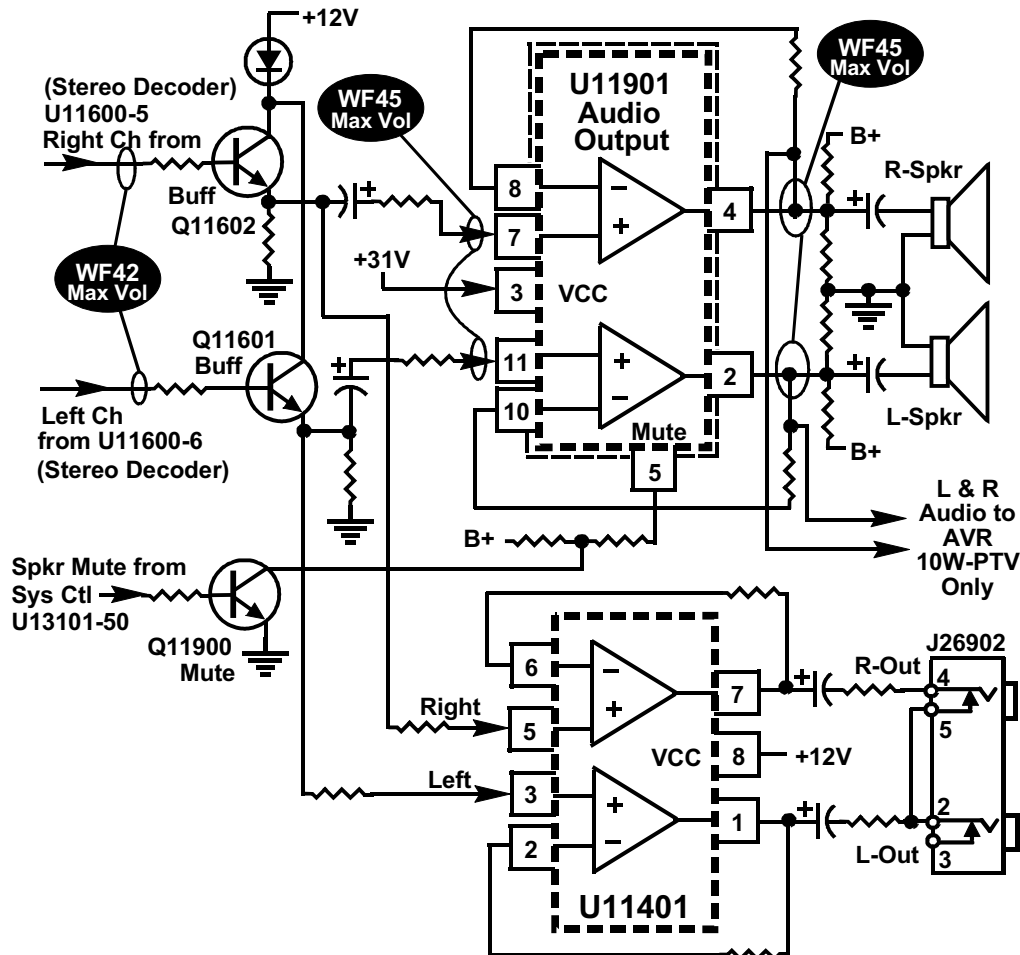 +12V
(Stereo Decoder)
U11600-5
Right Ch from
Buff
Q11602
WF42
Max Vol
Q11601
Buff
Left Ch
from U11600-6
(Stereo Decoder)
WF45
Max Vol
+31V
U11901
Audio
Output
8
7
3
VCC
11
10
4
2
Mute
5
WF45
Max Vol
B+
R-Spkr
L-Spkr
B+
L & R
Audio to
AVR
10W-PTV
Only
B+
Spkr Mute from
Sys Ctl
U13101-50
Q11900
Mute
Right
Left
6
5
3
2
7
VCC
8
+12V
1
U11401
R-Out
L-Out
J26902
4
5
2
3
−
+
+
−
−
+
+
−
+
+
+
+
+
+